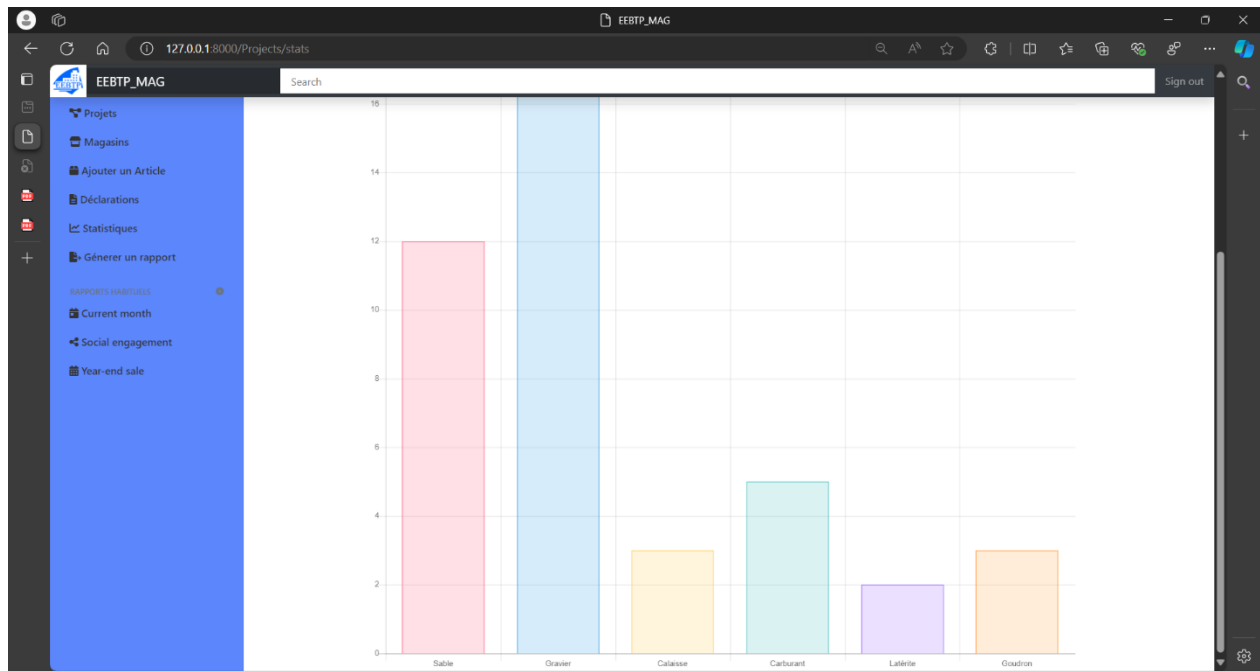 EEBTP_MAG
127.0.0.1:8000/Projects/stats
EEBTP
EEBTP_MAG
Search
Sign out
Projets
Magasins
Ajouter un Article
Déclarations
Statistiques
Génerer un rapport
RAPPORTS HABITUELS
Current month
Social engagement
Year-end sale
16
14
12
10
8
6
4
2
0
Sable
Gravier
Calaisse
Carburant
Latérite
Goudron